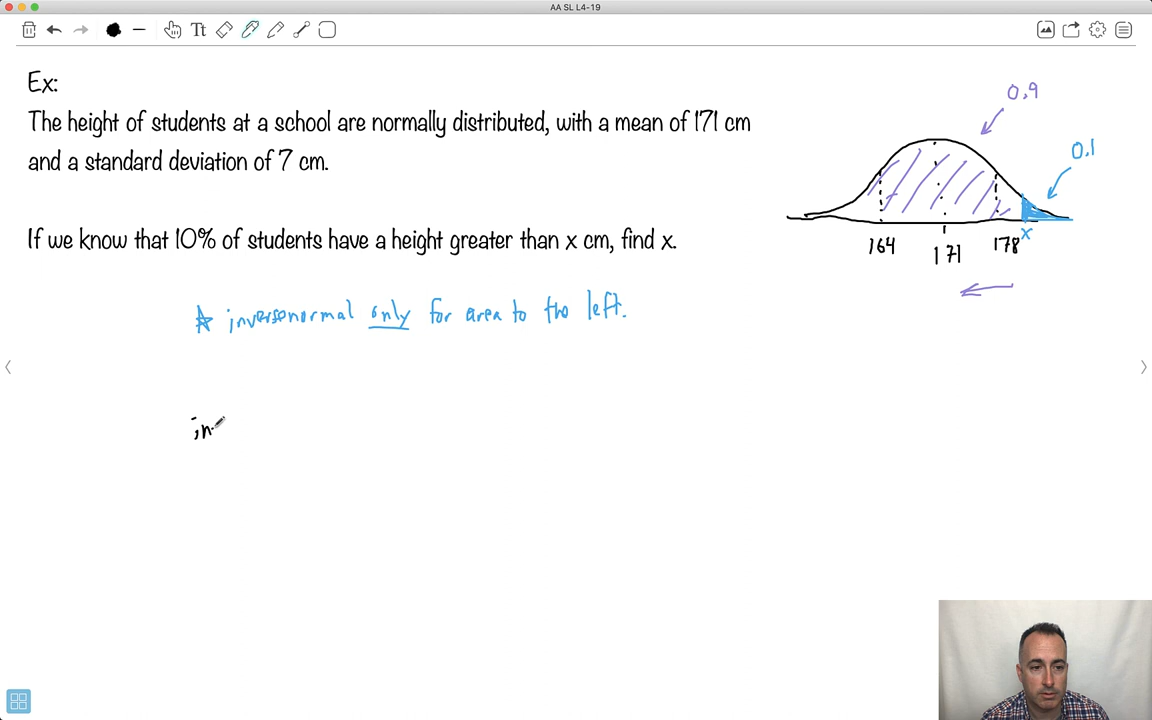 AA SL L4-19
Tt
Ex:
The height of students at a school are normally distributed, with a mean of 171 cm
and a standard deviation of 7 cm.
If we know that 10% of students have a height greater than x cm, find x.
0.9
0.1
x
164
171
178
inversenormal only for area to the left.
in